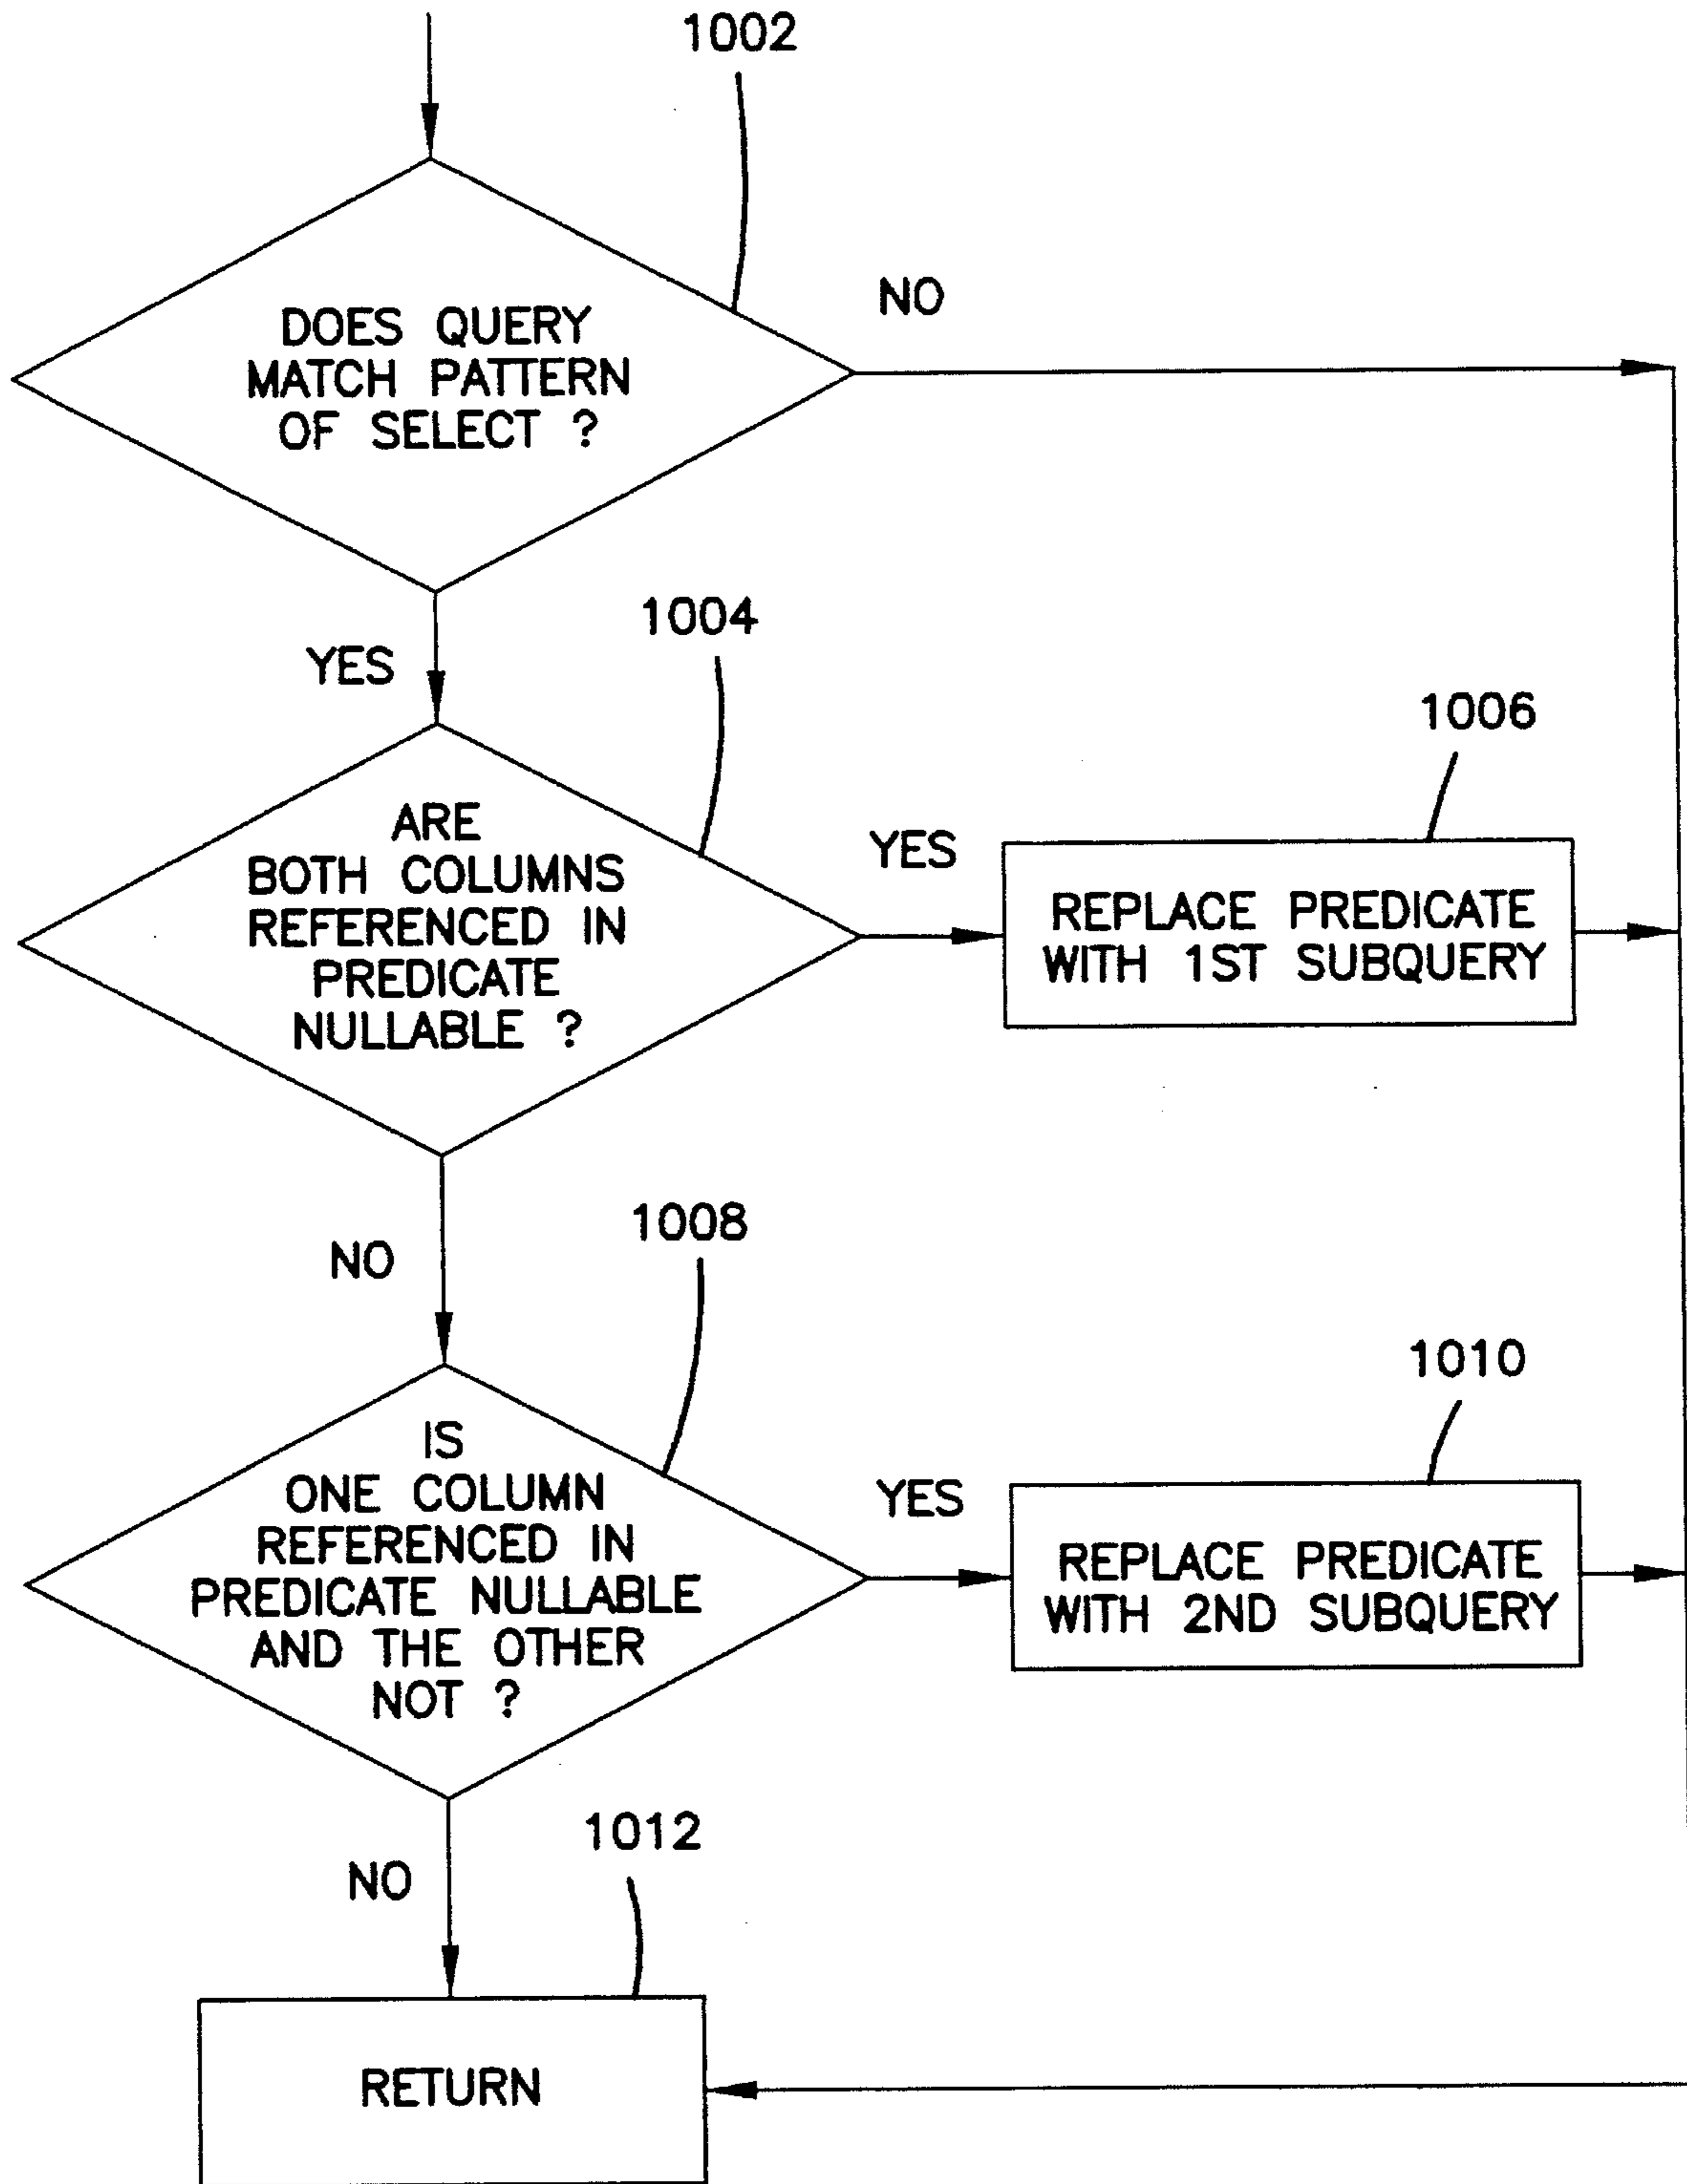 1002
DOES QUERY
MATCH PATTERN
OF SELECT ?
NO
YES
1004
ARE
BOTH COLUMNS
REFERENCED IN
PREDICATE
NULLABLE ?
YES
1006
REPLACE PREDICATE
WITH 1ST SUBQUERY
NO
1008
IS
ONE COLUMN
REFERENCED IN
PREDICATE NULLABLE
AND THE OTHER
NOT ?
YES
1010
REPLACE PREDICATE
WITH 2ND SUBQUERY
NO
1012
RETURN